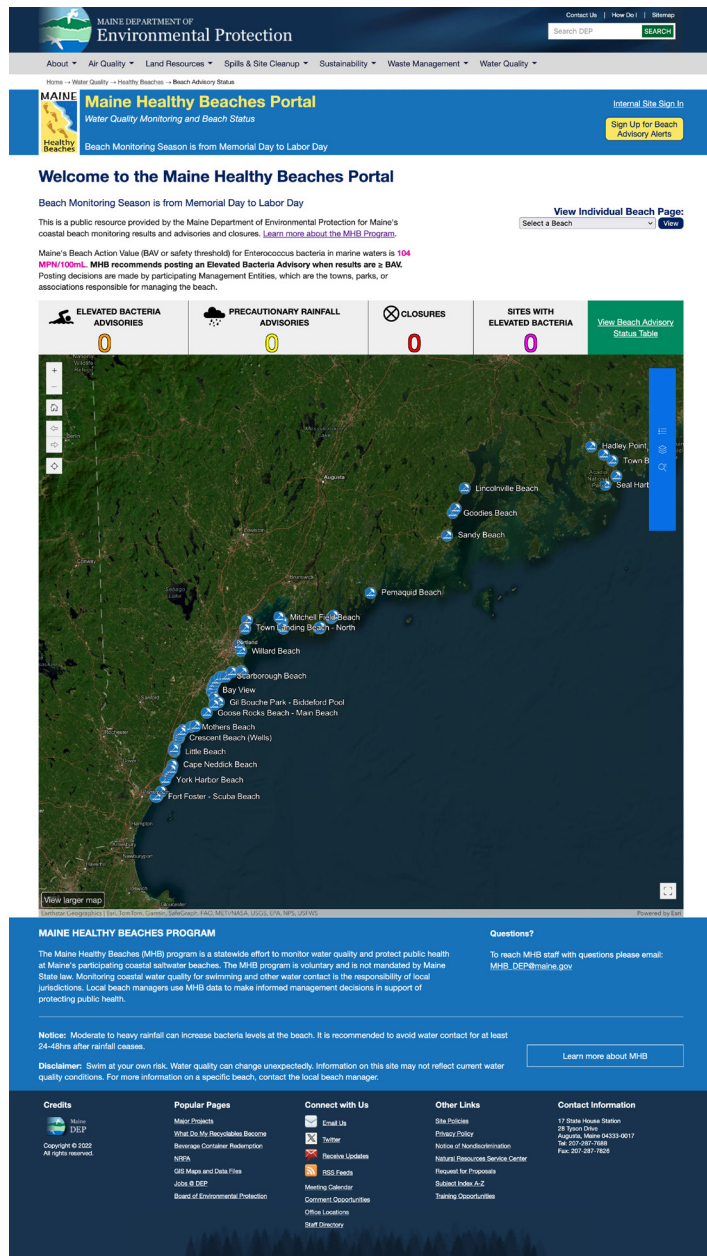 MAINE DEPARTMENT OF
Environmental Protection
Contact Us | How Do I | Sitemap
Search DEP
SEARCH
About
Air Quality
Land Resources
Spills & Site Cleanup
Sustainability
Waste Management
Water Quality
Home → Water Quality → Healthy Beaches → Beach Advisory Status
MAINE
Healthy
Beaches
Maine Healthy Beaches Portal
Water Quality Monitoring and Beach Status
Beach Monitoring Season is from Memorial Day to Labor Day
Internal Site Sign In
Sign Up for Beach
Advisory Alerts
Welcome to the Maine Healthy Beaches Portal
Beach Monitoring Season is from Memorial Day to Labor Day
This is a public resource provided by the Maine Department of Environmental Protection for Maine's
coastal beach monitoring results and advisories and closures. Learn more about the MHB Program.
View Individual Beach Page:
Select a Beach
View
Maine's Beach Action Value (BAV or safety threshold) for Enterococcus bacteria in marine waters is 104
MPN/100mL. MHB recommends posting an Elevated Bacteria Advisory when results are ≥ BAV.
Posting decisions are made by participating Management Entities, which are the towns, parks, or
associations responsible for managing the beach.
ELEVATED BACTERIA
ADVISORIES
0
PRECAUTIONARY RAINFALL
ADVISORIES
0
CLOSURES
0
SITES WITH
ELEVATED BACTERIA
0
View Beach Advisory
Status Table
Berlin
Augusta
Hadley Point
Town B
Seal Harb
Lincolnville Beach
Goodies Beach
Sandy Beach
Lewiston
Conway
Brunswick
Sebago
Lake
Pemaquid Beach
Mitchell Field Beach
Town Landing Beach - North
Portland
Willard Beach
Scarborough Beach
Bay View
Sanford
Gil Bouche Park - Biddeford Pool
Goose Rocks Beach - Main Beach
Mothers Beach
Rochester
Crescent Beach (Wells)
Little Beach
Dover
Cape Neddick Beach
York Harbor Beach
Fort Foster - Scuba Beach
Hampton
Amesbury
Newburyport
Haverhill
Ipswich
Gloucester
View larger map
Earthstar Geographics | Esri, TomTom, Garmin, SafeGraph, FAO, METI/NASA, USGS, EPA, NPS, USFWS
Powered by Esri
MAINE HEALTHY BEACHES PROGRAM
The Maine Healthy Beaches (MHB) program is a statewide effort to monitor water quality and protect public health
at Maine's participating coastal saltwater beaches. The MHB program is voluntary and is not mandated by Maine
State law. Monitoring coastal water quality for swimming and other water contact is the responsibility of local
jurisdictions. Local beach managers use MHB data to make informed management decisions in support of
protecting public health.
Questions?
To reach MHB staff with questions please email:
MHB_DEP@maine.gov
Notice: Moderate to heavy rainfall can increase bacteria levels at the beach. It is recommended to avoid water contact for at least
24-48hrs after rainfall ceases.
Disclaimer: Swim at your own risk. Water quality can change unexpectedly. Information on this site may not reflect current water
quality conditions. For more information on a specific beach, contact the local beach manager.
Learn more about MHB
Credits
Maine
DEP
Copyright © 2022
All rights reserved.
Popular Pages
Major Projects
What Do My Recyclables Become
Beverage Container Redemption
NRPA
GIS Maps and Data Files
Jobs @ DEP
Board of Environmental Protection
Connect with Us
Email Us
Twitter
Receive Updates
RSS Feeds
Meeting Calendar
Comment Opportunities
Office Locations
Staff Directory
Other Links
Site Policies
Privacy Policy
Notice of Nondiscrimination
Natural Resources Service Center
Request for Proposals
Subject Index A-Z
Training Opportunities
Contact Information
17 State House Station
28 Tyson Drive
Augusta, Maine 04333-0017
Tel: 207-287-7688
Fax: 207-287-7826